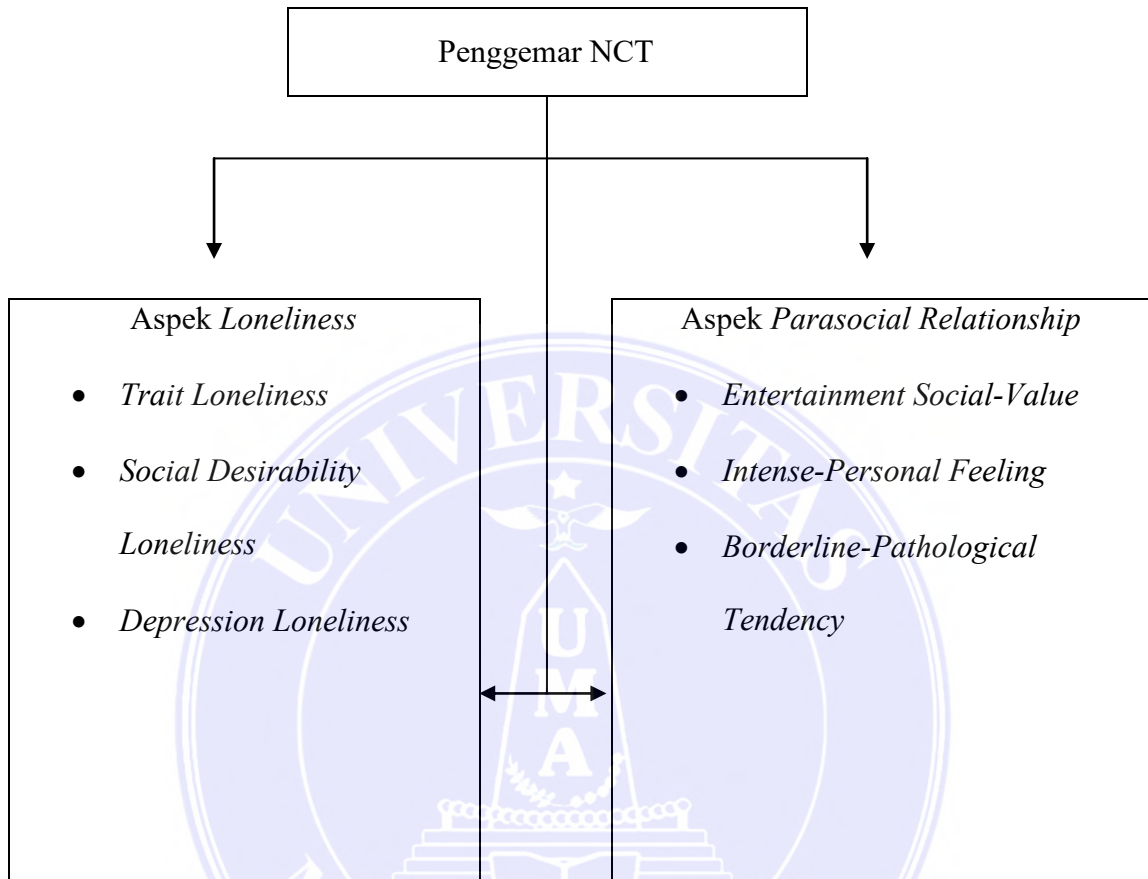 Penggemar NCT
Aspek Loneliness
• Trait Loneliness
• Social Desirability
Loneliness
• Depression Loneliness
Aspek Parasocial Relationship
• Entertainment Social-Value
• Intense-Personal Feeling
• Borderline-Pathological
Tendency
UNIVERSITAS
U
M
A